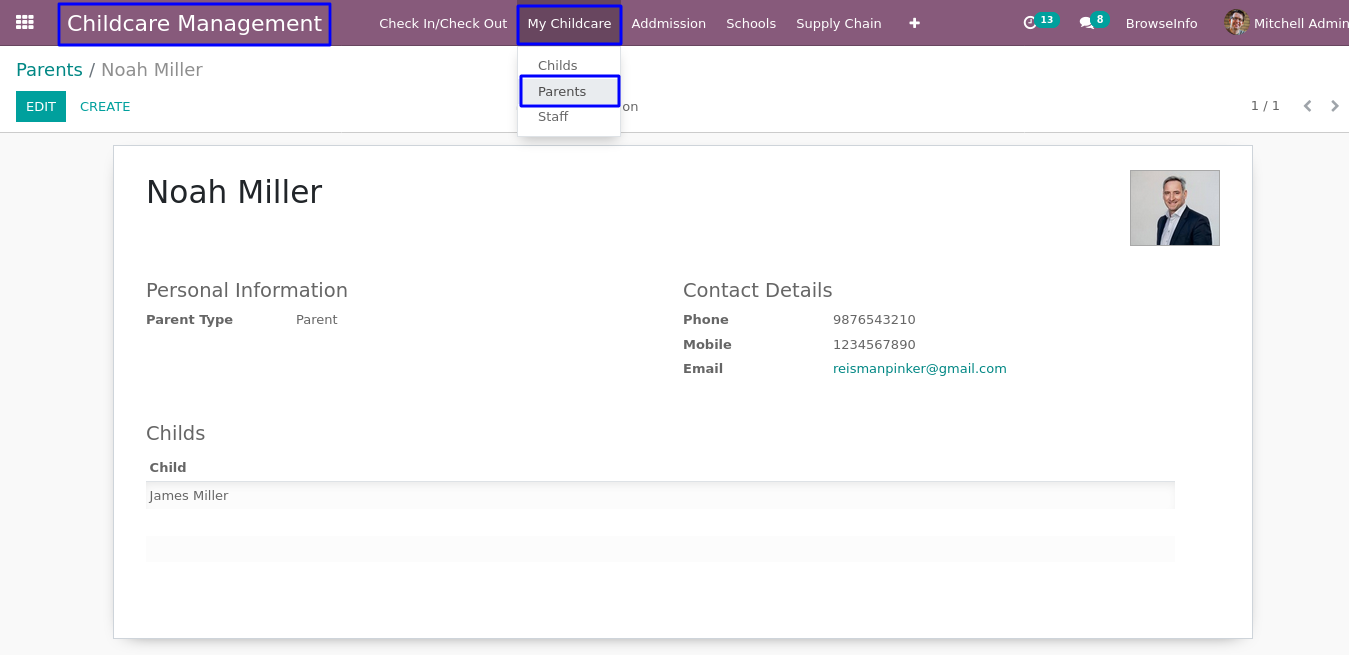 Childcare Management Check In/Check Out My Childcare Admission Schools Supply Chain + 13 8 BrowseInfo Mitchell Admin
Parents / Noah Miller
Childs
Parents
Staff
EDIT CREATE on 1 / 1
Noah Miller
Personal Information
Parent Type Parent
Contact Details
Phone 9876543210
Mobile 1234567890
Email reismanpinker@gmail.com
Childs
Child
James Miller